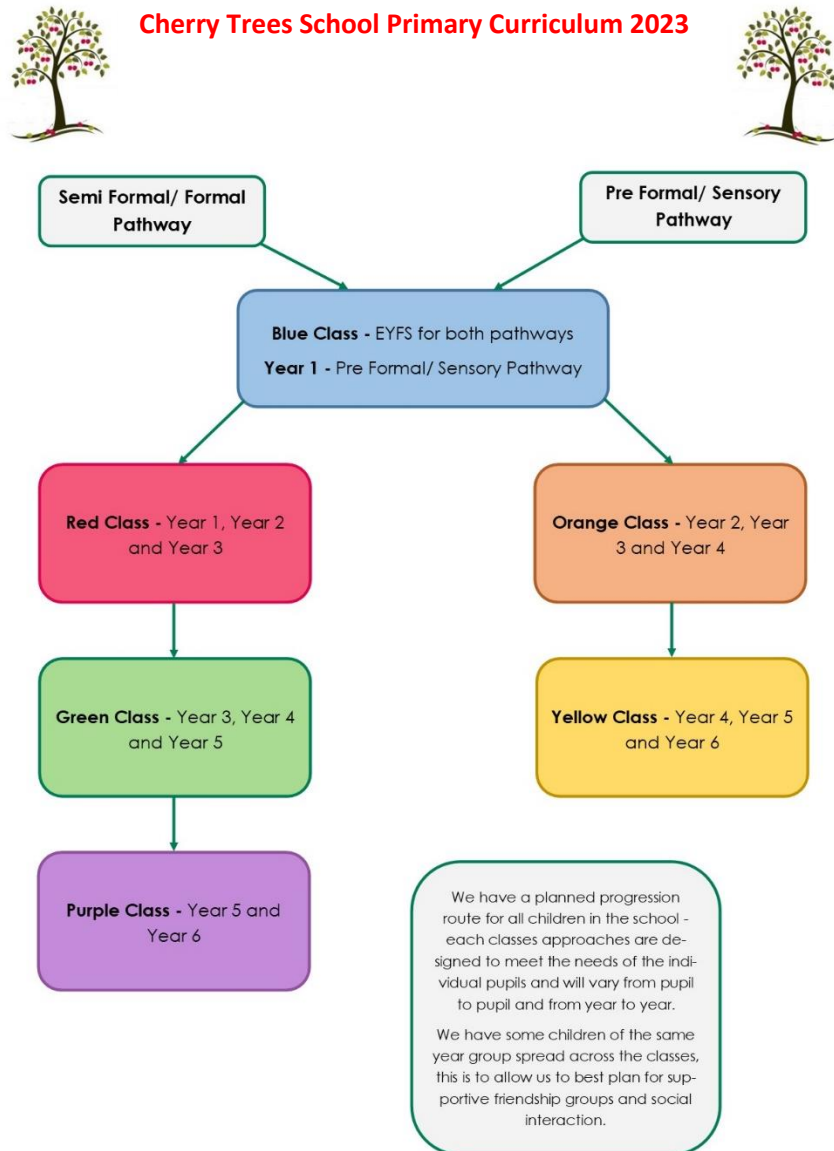 Cherry Trees School Primary Curriculum 2023
Semi Formal/ Formal
Pathway
Pre Formal/ Sensory
Pathway
Blue Class - EYFS for both pathways
Year 1 - Pre Formal/ Sensory Pathway
Red Class - Year 1, Year 2
and Year 3
Orange Class - Year 2, Year
3 and Year 4
Green Class - Year 3, Year 4
and Year 5
Yellow Class - Year 4, Year 5
and Year 6
Purple Class - Year 5 and
Year 6
We have a planned progression
route for all children in the school -
each classes approaches are de-
signed to meet the needs of the indi-
vidual pupils and will vary from pupil
to pupil and from year to year.
We have some children of the same
year group spread across the classes,
this is to allow us to best plan for sup-
portive friendship groups and social
interaction.